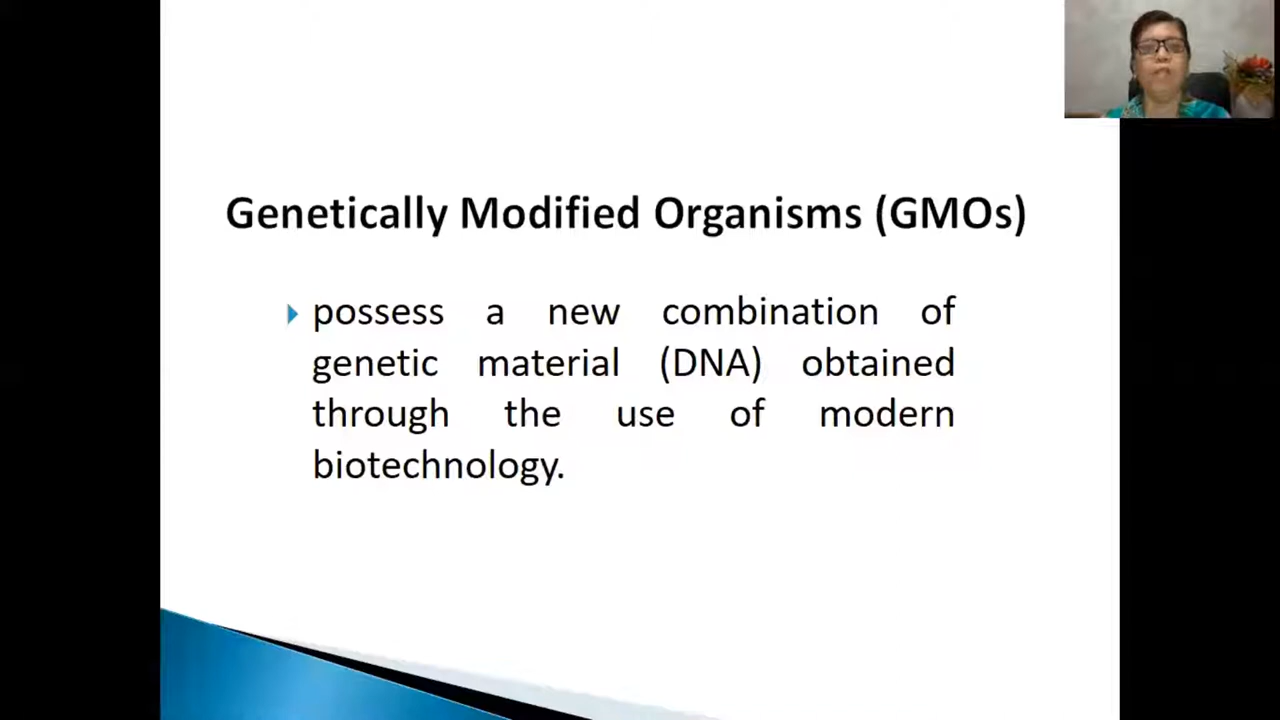 Genetically Modified Organisms (GMOs)
possess a new combination of
genetic material (DNA) obtained
through the use of modern
biotechnology.